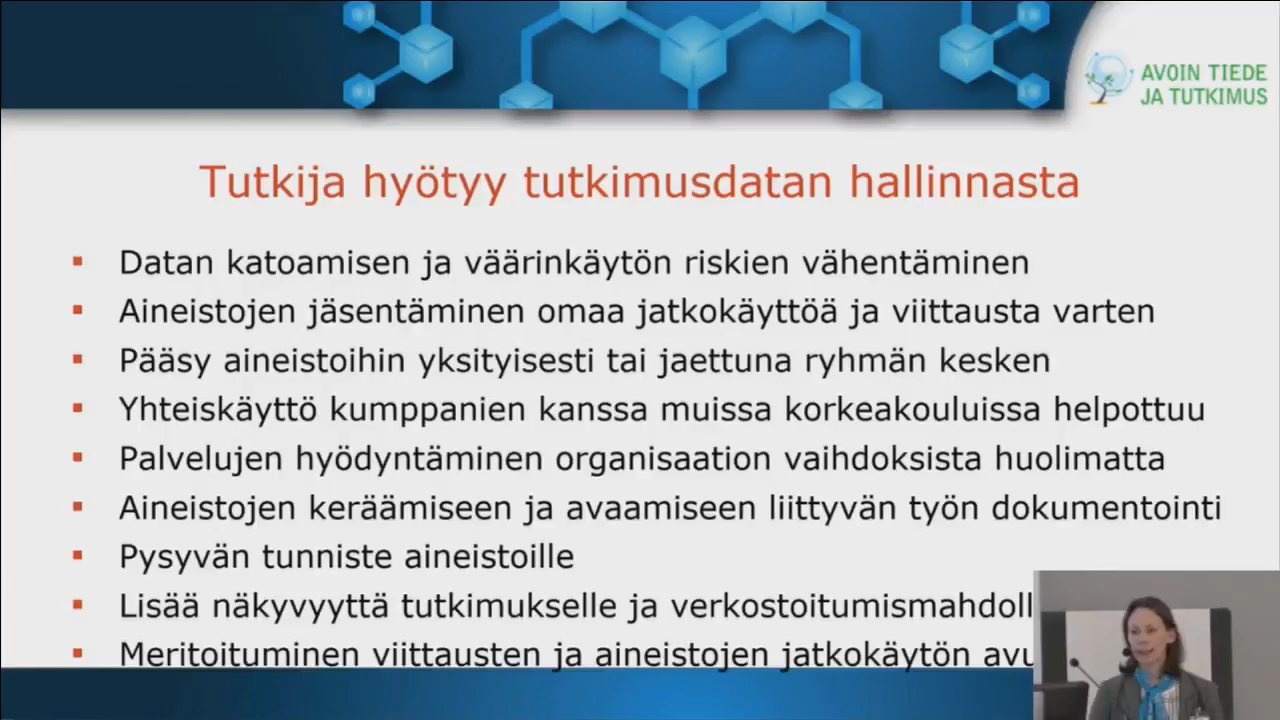 AVOIN TIEDE
JA TUTKIMUS
Tutkija hyötyy tutkimusdatan hallinnasta
Datan katoamisen ja väärinkäytön riskien vähentäminen
Aineistojen jäsentäminen omaa jatkokäyttöä ja viittausta varten
Pääsy aineistoihin yksityisesti tai jaettuna ryhmän kesken
Yhteiskäyttö kumppanien kanssa muissa korkeakouluissa helpottuu
Palvelujen hyödyntäminen organisaation vaihdoksista huolimatta
Aineistojen keräämiseen ja avaamiseen liittyvän työn dokumentointi
Pysyvän tunniste aineistoille
Lisää näkyvyyttä tutkimukselle ja
Meritoituminen viittausten ja aineistojen jatkokäytön